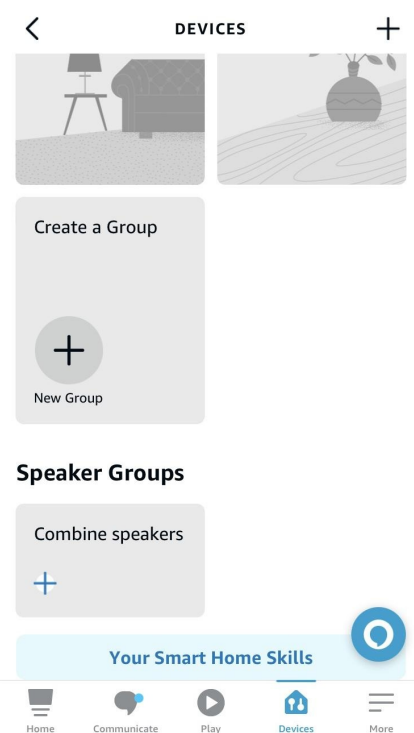 DEVICES
Create a Group
New Group
Speaker Groups
Combine speakers
Your Smart Home Skills
Home
Communicate
Play
Devices
More